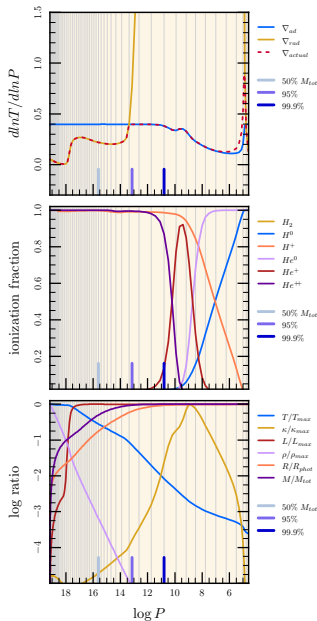 1.5
1.0
0.5
0.0
dlnT/dlnP
∇ad
∇rad
∇actual
50% Mtot
95%
99.9%
1.0
0.8
0.6
0.4
0.2
ionization fraction
H2
H0
H+
He0
He+
He++
50% Mtot
95%
99.9%
0
−1
−2
−3
−4
log ratio
T/Tmax
κ/κmax
L/Lmax
ρ/ρmax
R/Rphot
M/Mtot
50% Mtot
95%
99.9%
18 16 14 12 10 8 6
log P